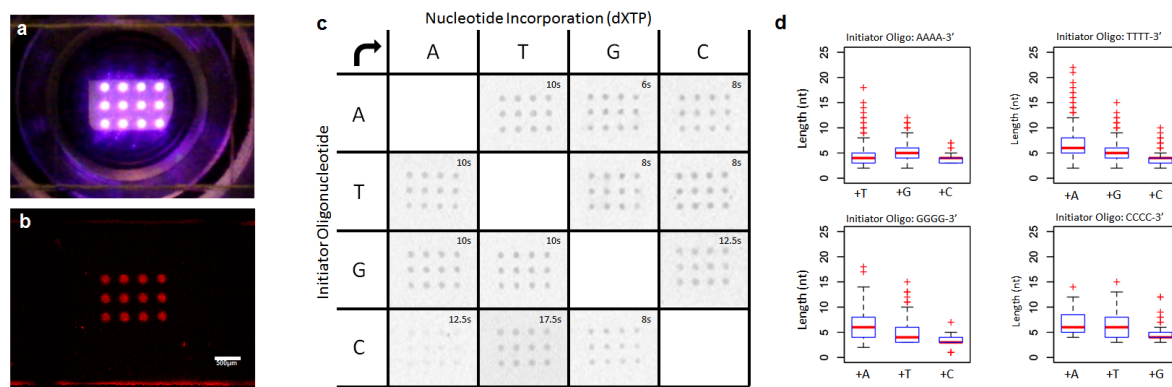 a
b
500μm
c
Nucleotide Incorporation (dXTP)
A T G C
Initiator Oligonucleotide
A 10s 6s 8s
T 10s 8s 8s
G 10s 10s 12.5s
C 12.5s 17.5s 8s
d
Initiator Oligo: AAAA-3'
Length (nt)
25
20
15
10
5
0
+T +G +C
Initiator Oligo: TTTT-3'
Length (nt)
25
20
15
10
5
0
+A +G +C
Initiator Oligo: GGGG-3'
Length (nt)
25
20
15
10
5
0
+A +T +C
Initiator Oligo: CCCC-3'
Length (nt)
25
20
15
10
5
0
+A +T +G